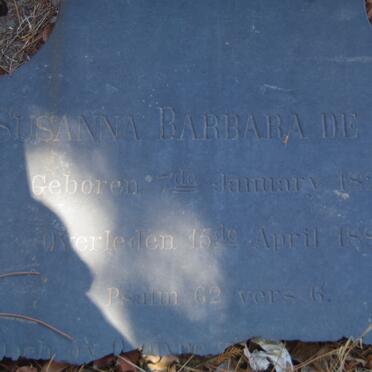 SUSANNA BARBARA DE
Geboren 7de January
Overleden 15de April
Psalm 62 vers 6.